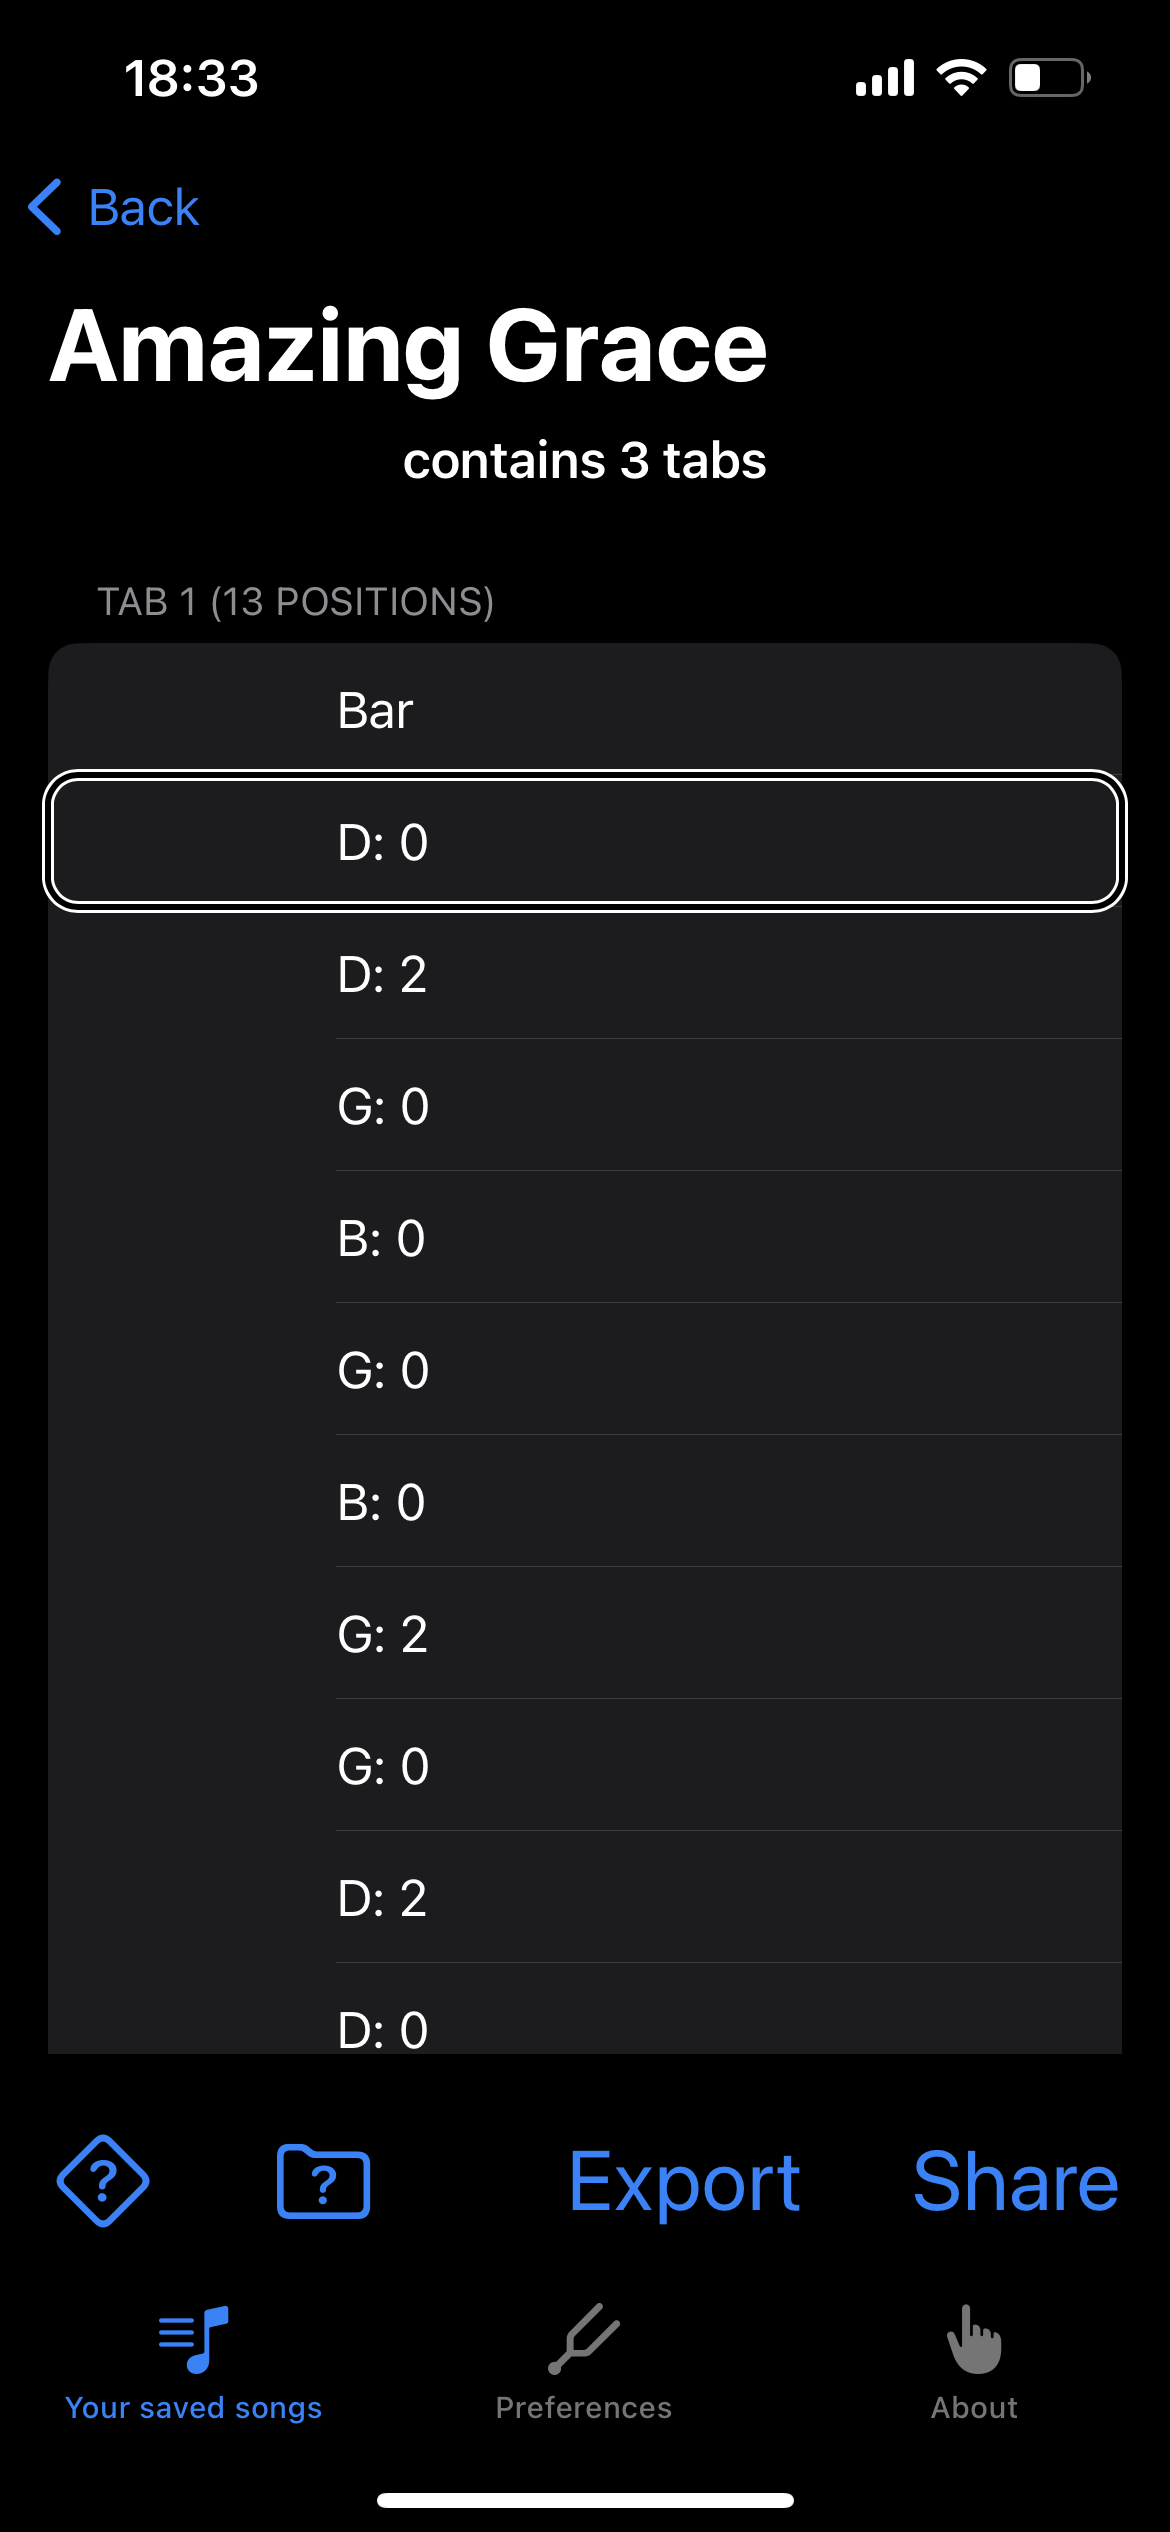 18:33
Back
Amazing Grace
contains 3 tabs
TAB 1 (13 POSITIONS)
Bar
D: 0
D: 2
G: 0
B: 0
G: 0
B: 0
G: 2
G: 0
D: 2
D: 0
? ? Export Share
Your saved songs Preferences About